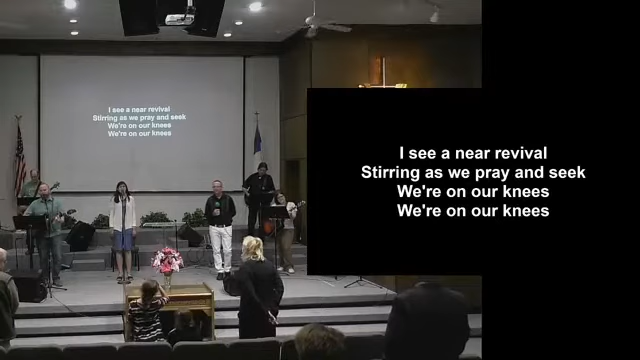 I see a near revival
Stirring as we pray and seek
We're on our knees
We're on our knees
I see a near revival
Stirring as we pray and seek
We're on our knees
We're on our knees